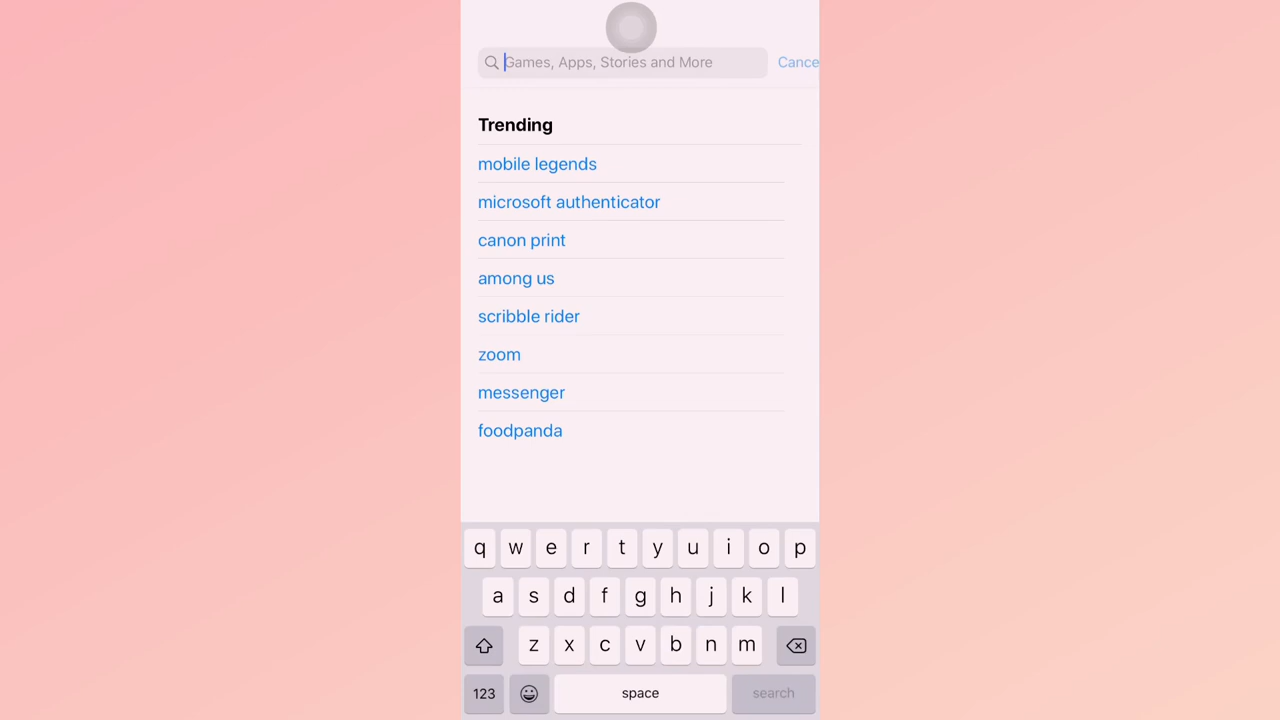 Games, Apps, Stories and More Cance
Trending
mobile legends
microsoft authenticator
canon print
among us
scribble rider
zoom
messenger
foodpanda
q w e r t y u i o p
a s d f g h j k l
z x c v b n m
123 space search